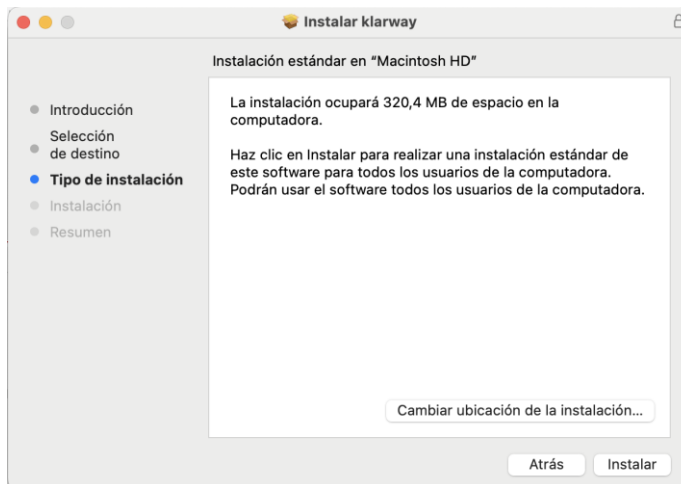 Instalar klarway
Instalación estándar en “Macintosh HD”
Introducción
Selección
de destino
Tipo de instalación
Instalación
Resumen
La instalación ocupará 320,4 MB de espacio en la
computadora.
Haz clic en Instalar para realizar una instalación estándar de
este software para todos los usuarios de la computadora.
Podrán usar el software todos los usuarios de la computadora.
Cambiar ubicación de la instalación...
Atrás
Instalar